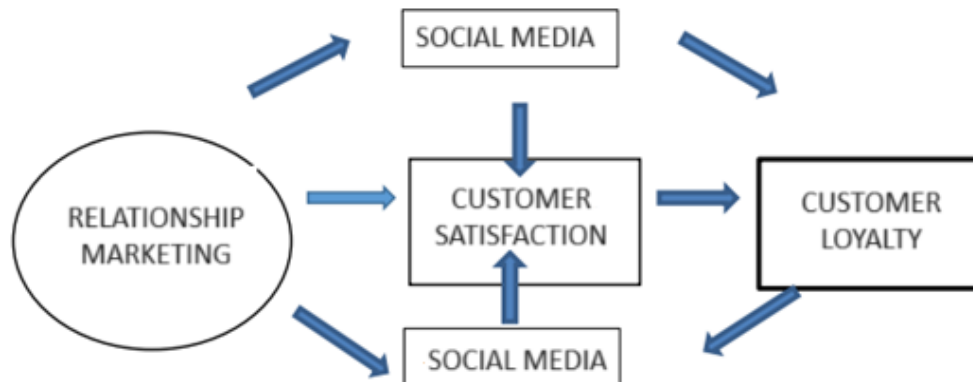 SOCIAL MEDIA
RELATIONSHIP
MARKETING
CUSTOMER
SATISFACTION
CUSTOMER
LOYALTY
SOCIAL MEDIA